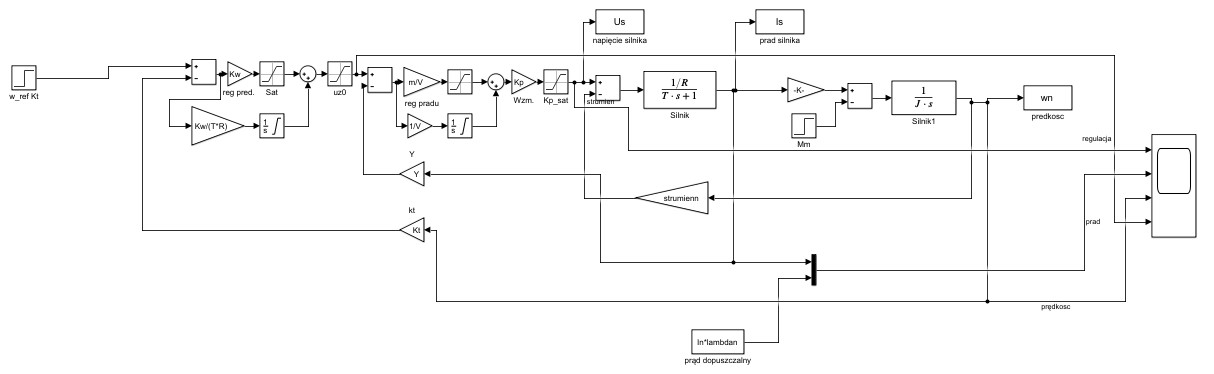 Us
napięcie silnika
Is
prad silnika
w_ref Kt
+
−
Kw
reg pred.
Sat
+
+
uz0
+
−
m/V
reg pradu
+
+
Kp
Wzm.
Kp_sat
+
−
strumien
1/R
T · s + 1
Silnik
-K-
+
−
Mm
1
J · s
Silnik1
wn
predkosc
Kw/(T*R)
1
s
1/V
1
s
regulacja
Y
Y
strumienn
kt
Kt
prad
prędkosc
In*lambdan
prąd dopuszczalny